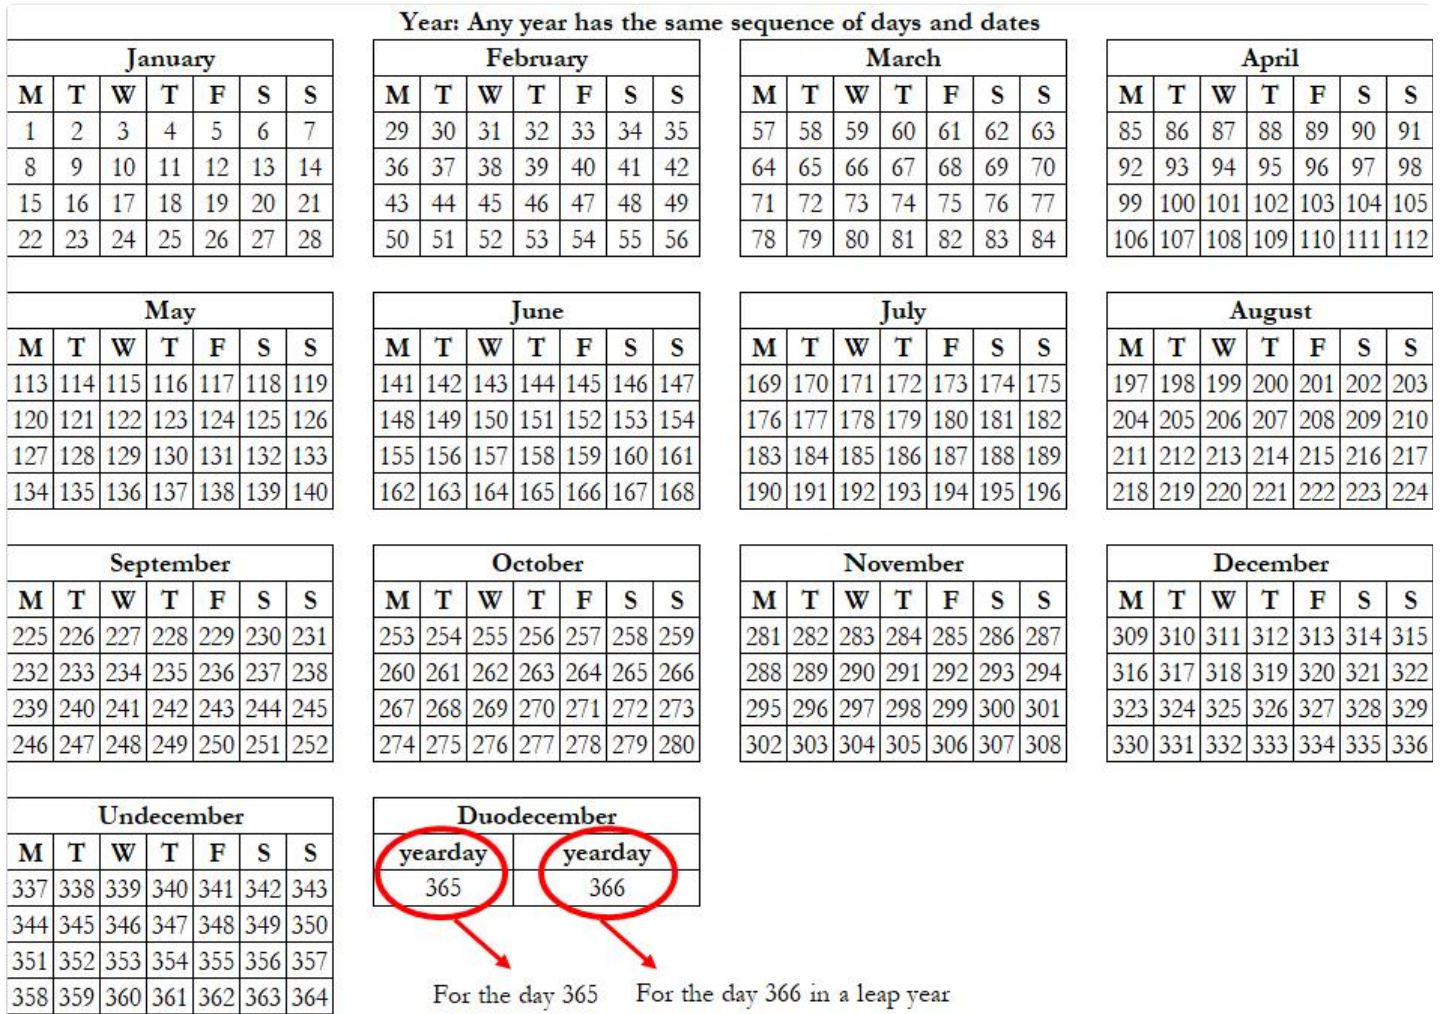 Year: Any year has the same sequence of days and dates
January February March April
M T W T F S S M T W T F S S M T W T F S S M T W T F S S
1 2 3 4 5 6 7 29 30 31 32 33 34 35 57 58 59 60 61 62 63 85 86 87 88 89 90 91
8 9 10 11 12 13 14 36 37 38 39 40 41 42 64 65 66 67 68 69 70 92 93 94 95 96 97 98
15 16 17 18 19 20 21 43 44 45 46 47 48 49 71 72 73 74 75 76 77 99 100 101 102 103 104 105
22 23 24 25 26 27 28 50 51 52 53 54 55 56 78 79 80 81 82 83 84 106 107 108 109 110 111 112
May June July August
M T W T F S S M T W T F S S M T W T F S S M T W T F S S
113 114 115 116 117 118 119 141 142 143 144 145 146 147 169 170 171 172 173 174 175 197 198 199 200 201 202 203
120 121 122 123 124 125 126 148 149 150 151 152 153 154 176 177 178 179 180 181 182 204 205 206 207 208 209 210
127 128 129 130 131 132 133 155 156 157 158 159 160 161 183 184 185 186 187 188 189 211 212 213 214 215 216 217
134 135 136 137 138 139 140 162 163 164 165 166 167 168 190 191 192 193 194 195 196 218 219 220 221 222 223 224
September October November December
M T W T F S S M T W T F S S M T W T F S S M T W T F S S
225 226 227 228 229 230 231 253 254 255 256 257 258 259 281 282 283 284 285 286 287 309 310 311 312 313 314 315
232 233 234 235 236 237 238 260 261 262 263 264 265 266 288 289 290 291 292 293 294 316 317 318 319 320 321 322
239 240 241 242 243 244 245 267 268 269 270 271 272 273 295 296 297 298 299 300 301 323 324 325 326 327 328 329
246 247 248 249 250 251 252 274 275 276 277 278 279 280 302 303 304 305 306 307 308 330 331 332 333 334 335 336
Undecember Duodecember
M T W T F S S yearday yearday
337 338 339 340 341 342 343 365 366
344 345 346 347 348 349 350
351 352 353 354 355 356 357
358 359 360 361 362 363 364 For the day 365 For the day 366 in a leap year